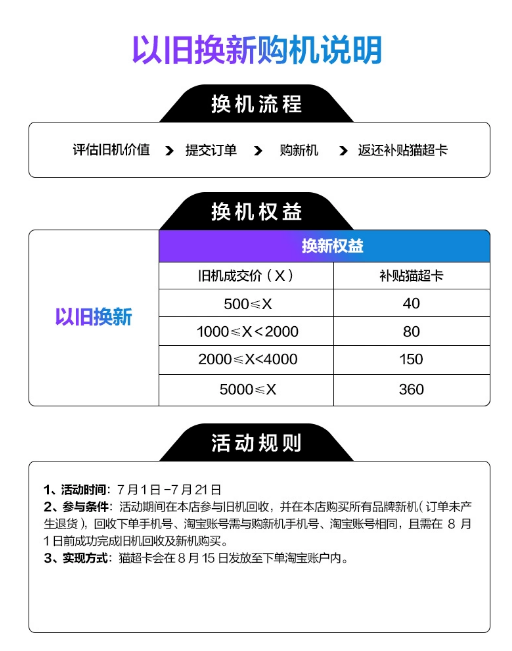 以旧换新购机说明
换机流程
评估旧机价值 > 提交订单 > 购新机 > 返还补贴猫超卡
换机权益
换新权益
旧机成交价（X） 补贴猫超卡
以旧换新
500≤X 40
1000≤X<2000 80
2000≤X<4000 150
5000≤X 360
活动规则
1、活动时间：7月1日-7月21日
2、参与条件：活动期间在本店参与旧机回收，并在本店购买所有品牌新机（订单未产
生退货），回收下单手机号、淘宝账号需与购新机手机号、淘宝账号相同，且需在 8 月
1日前成功完成旧机回收及新机购买。
3、实现方式：猫超卡会在8月15日发放至下单淘宝账户内。